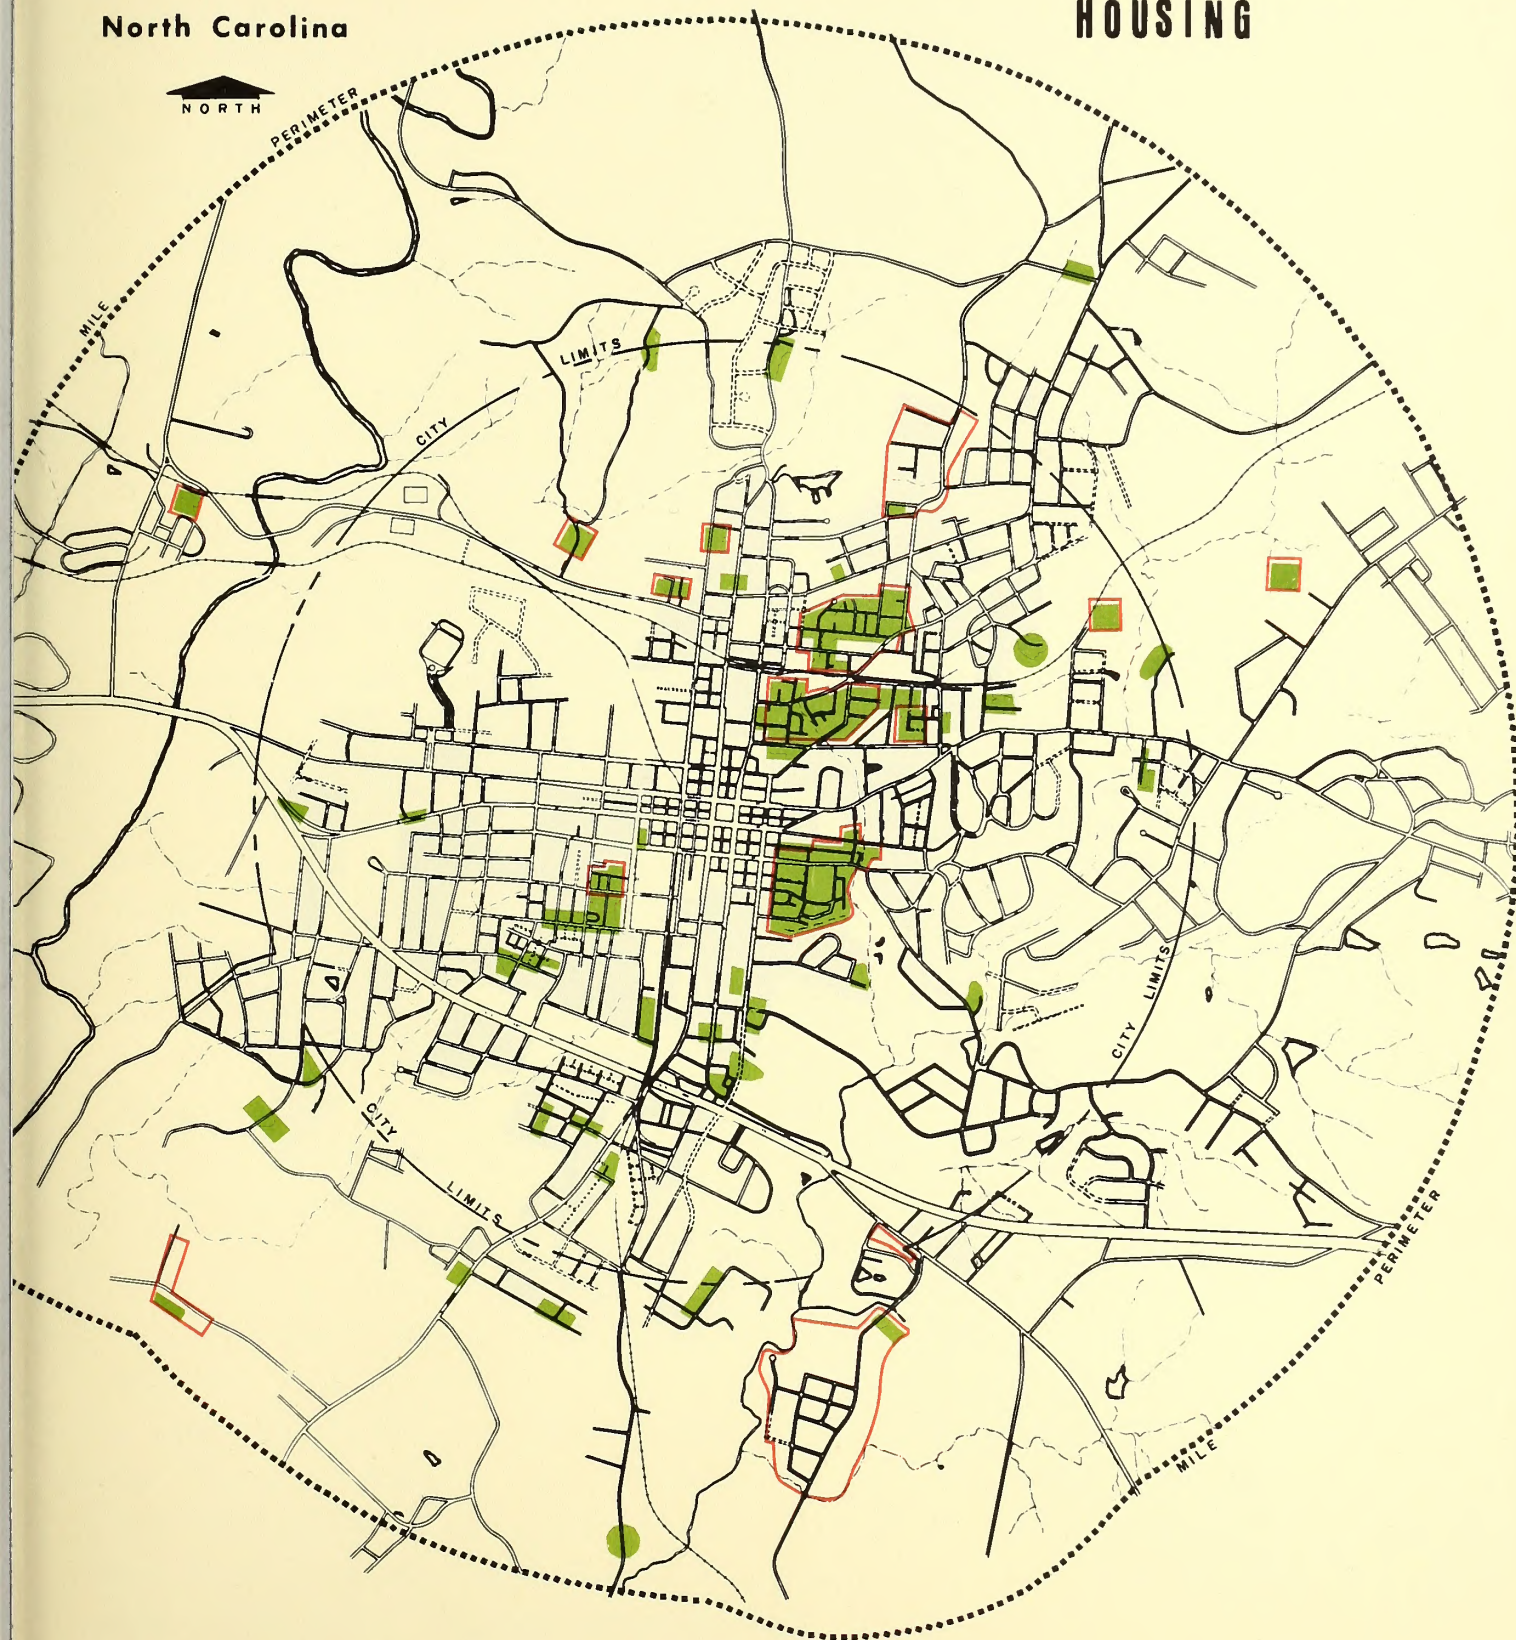 North Carolina
HOUSING
NORTH
PERIMETER
MILE
LIMITS
CITY
LIMITS
CITY
CITY
LIMITS
PERIMETER
MILE